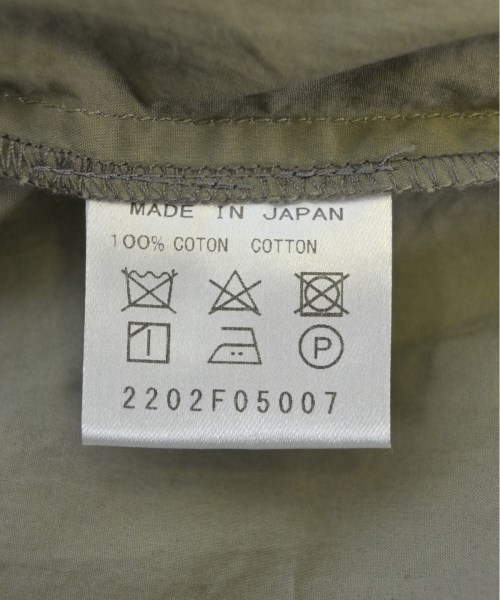 MADE IN JAPAN
100% COTON COTTON
P
2202F05007